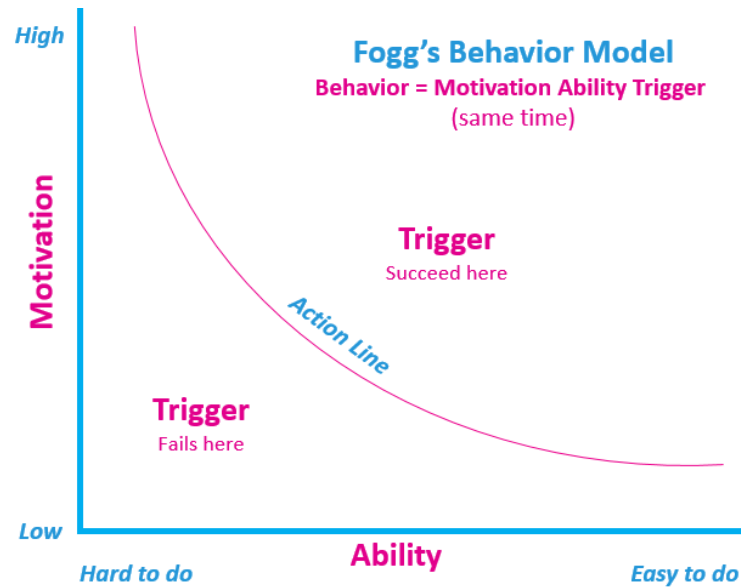 High
Fogg's Behavior Model
Behavior = Motivation Ability Trigger
(same time)
Motivation
Trigger
Succeed here
Action Line
Trigger
Fails here
Low
Ability
Hard to do
Easy to do